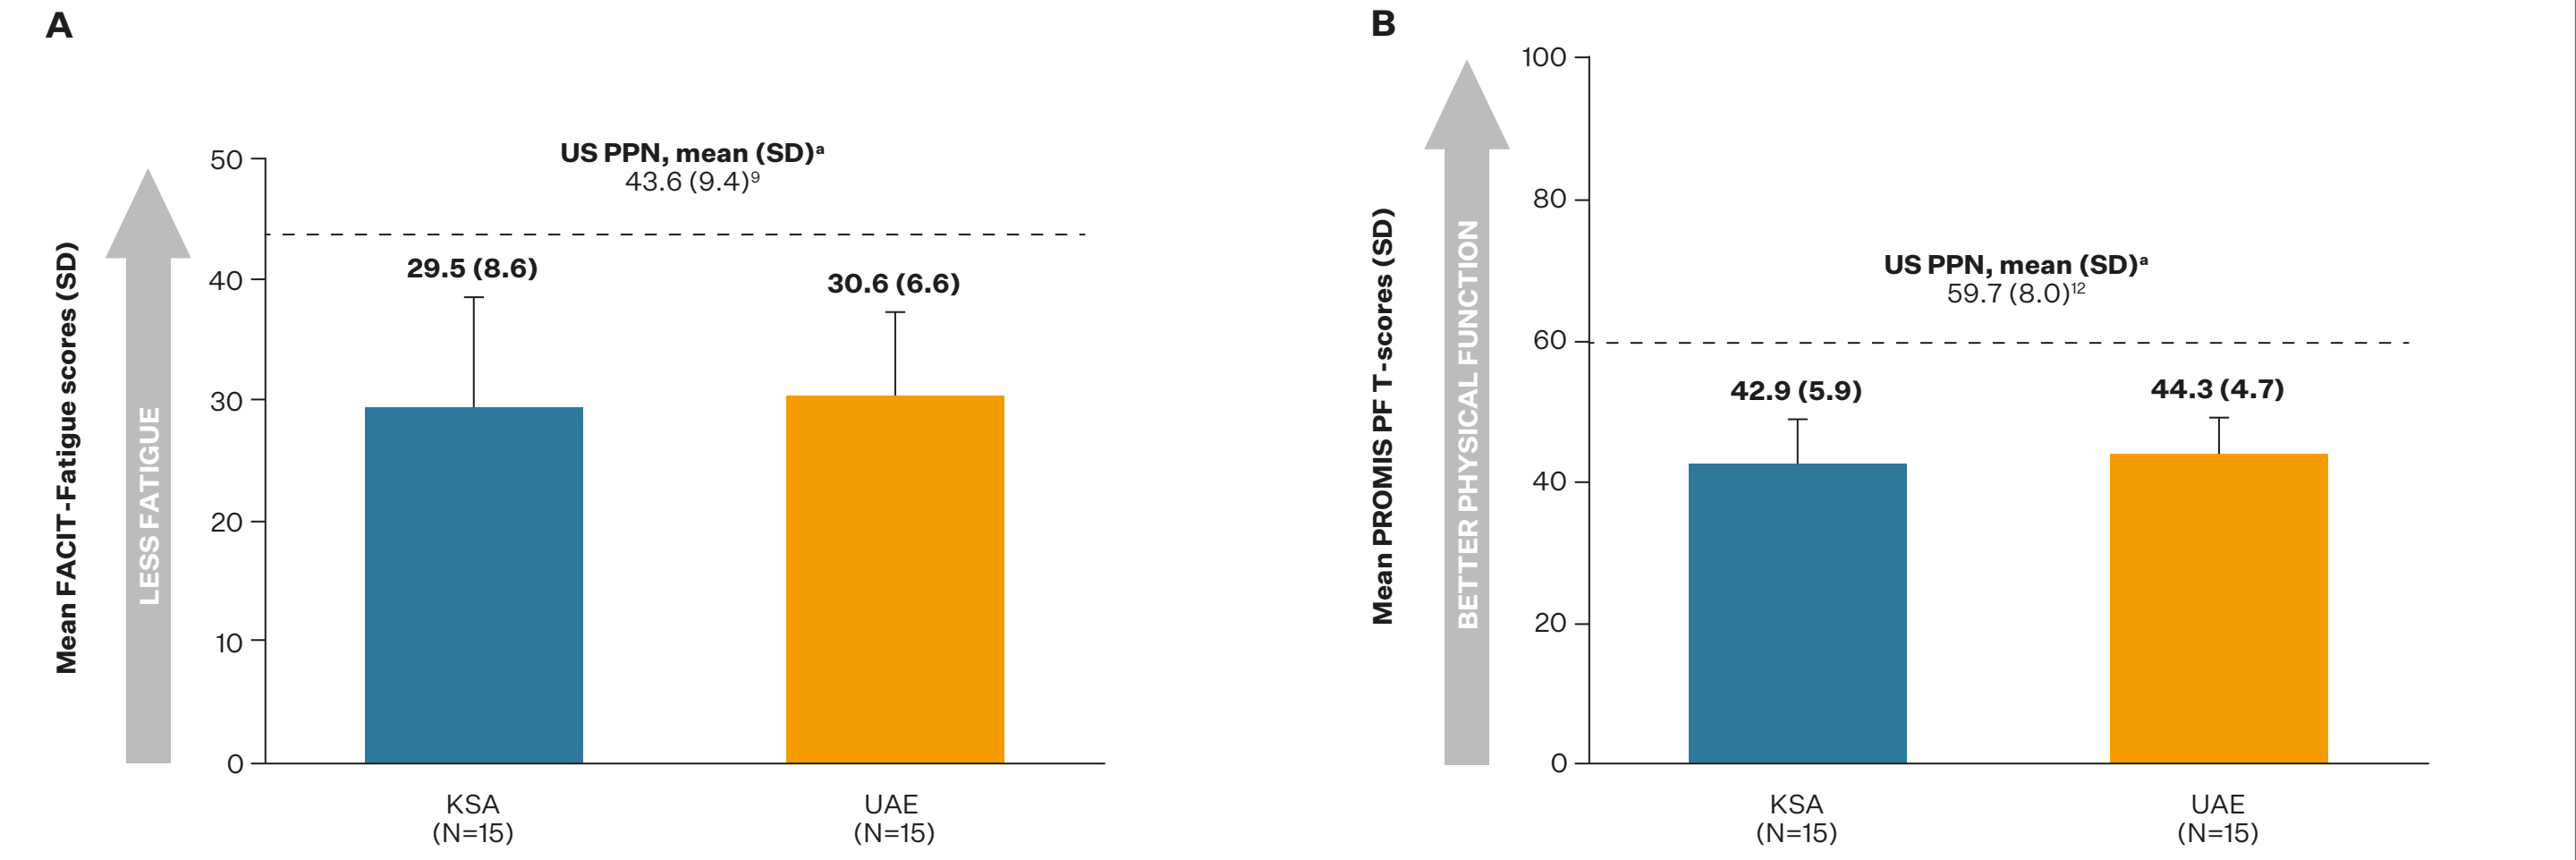 A
Mean FACIT-Fatigue scores (SD)
LESS FATIGUE
50
40
30
20
10
0
US PPN, mean (SD)ᵃ
43.6 (9.4)⁹
29.5 (8.6)
30.6 (6.6)
KSA
(N=15)
UAE
(N=15)
B
Mean PROMIS PF T-scores (SD)
BETTER PHYSICAL FUNCTION
100
80
60
40
20
0
US PPN, mean (SD)ᵃ
59.7 (8.0)¹²
42.9 (5.9)
44.3 (4.7)
KSA
(N=15)
UAE
(N=15)